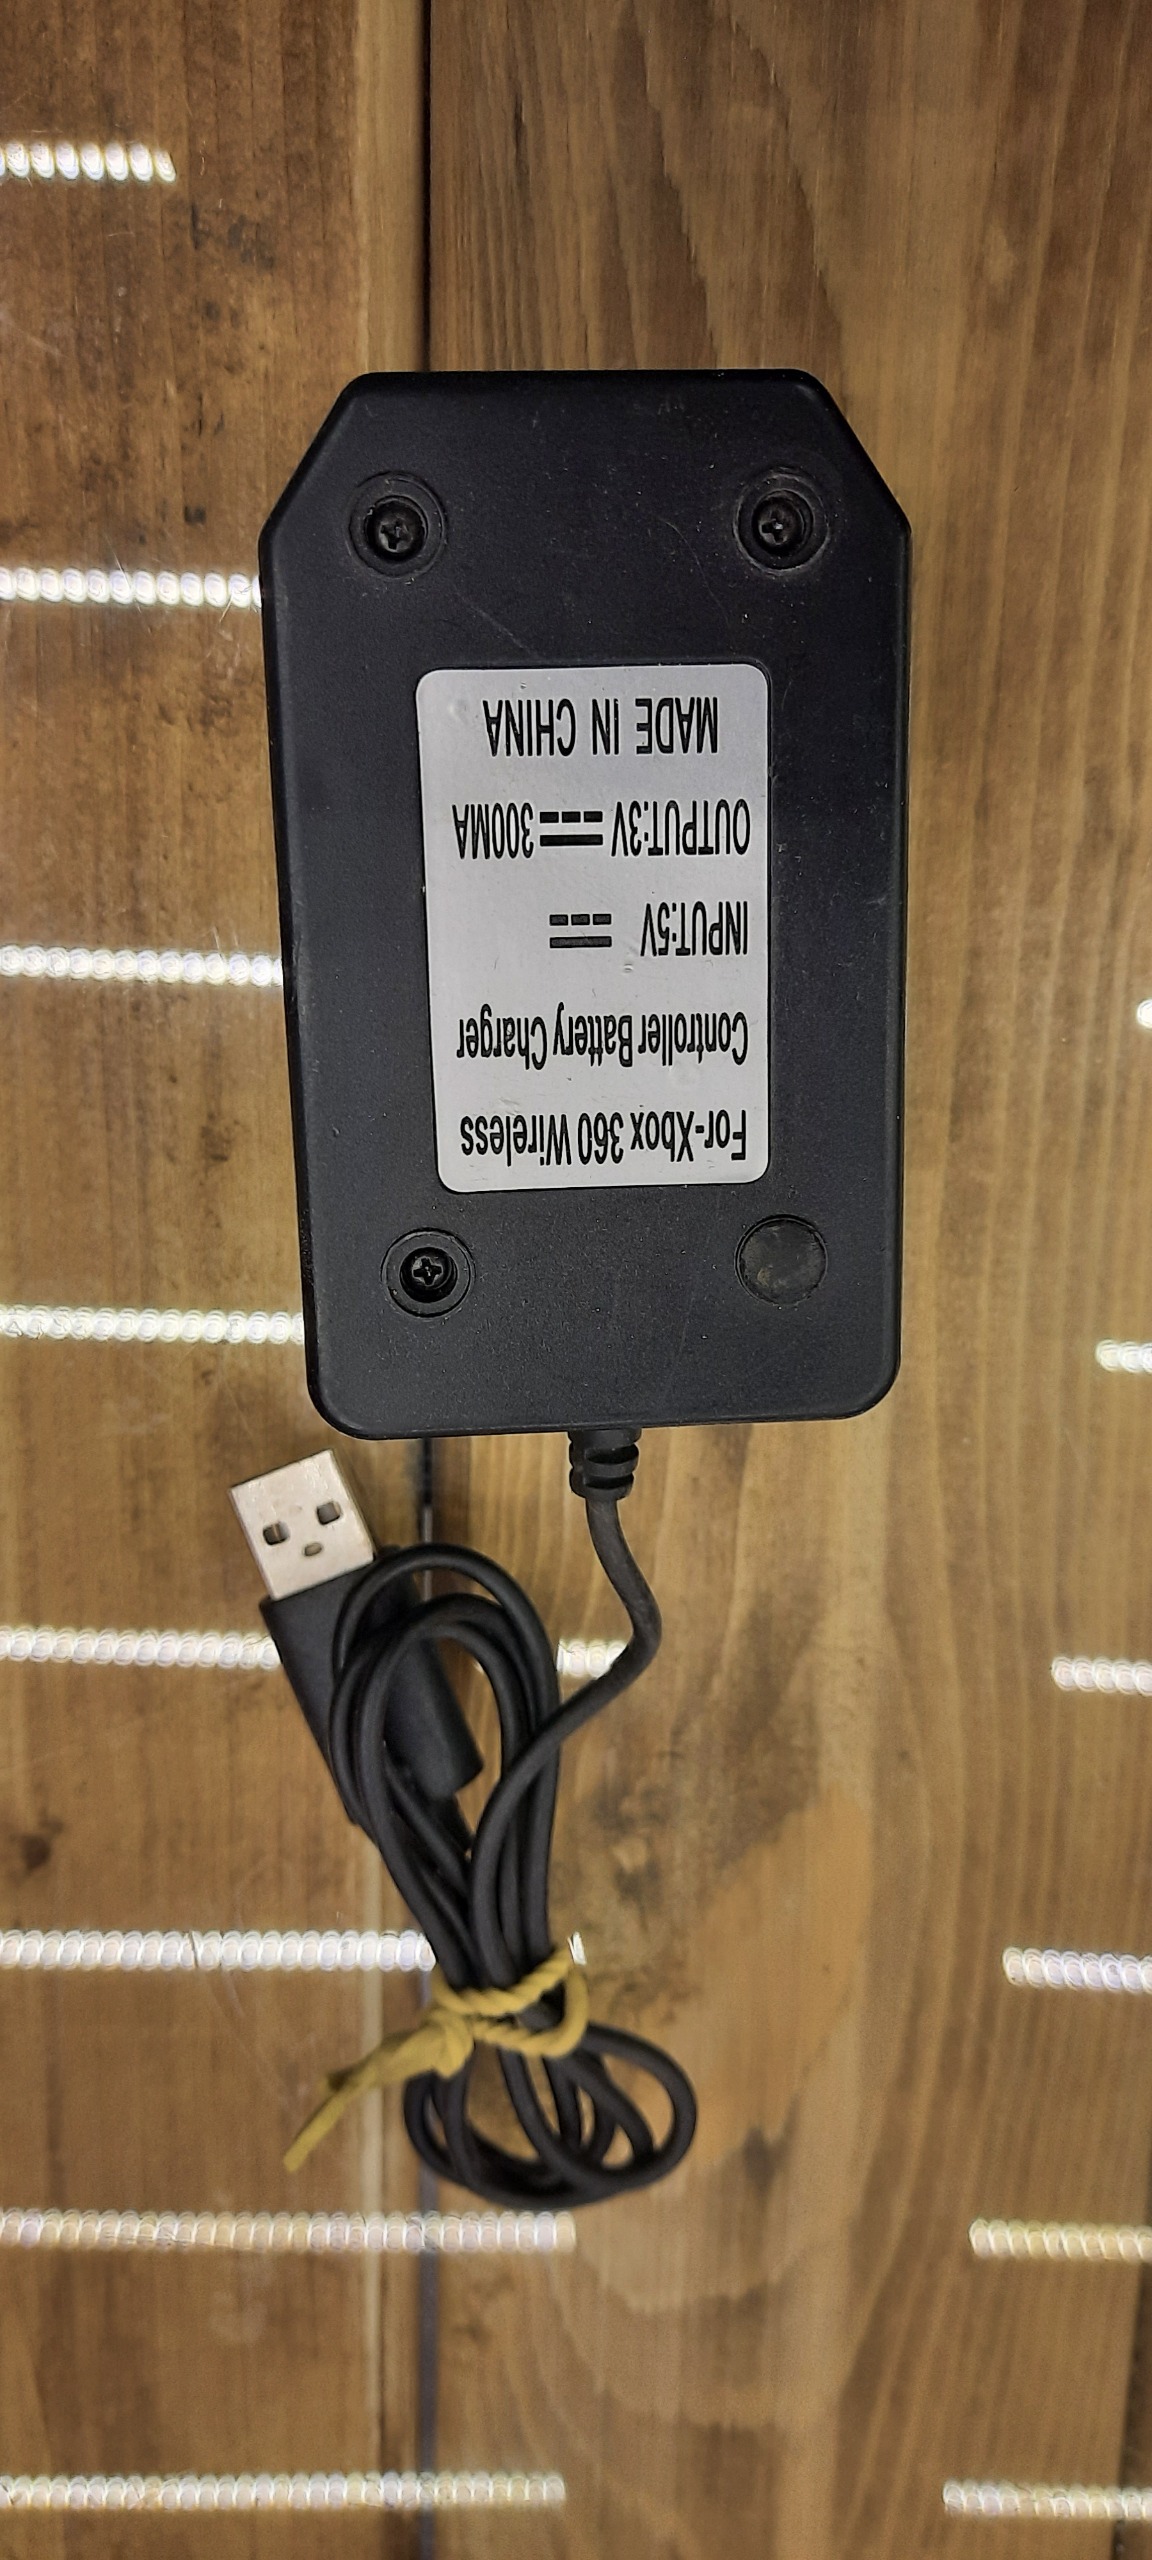 For-Xbox 360 Wireless
Controller Battery Charger
INPUT:5V ⎓
OUTPUT:3V⎓300MA
MADE IN CHINA